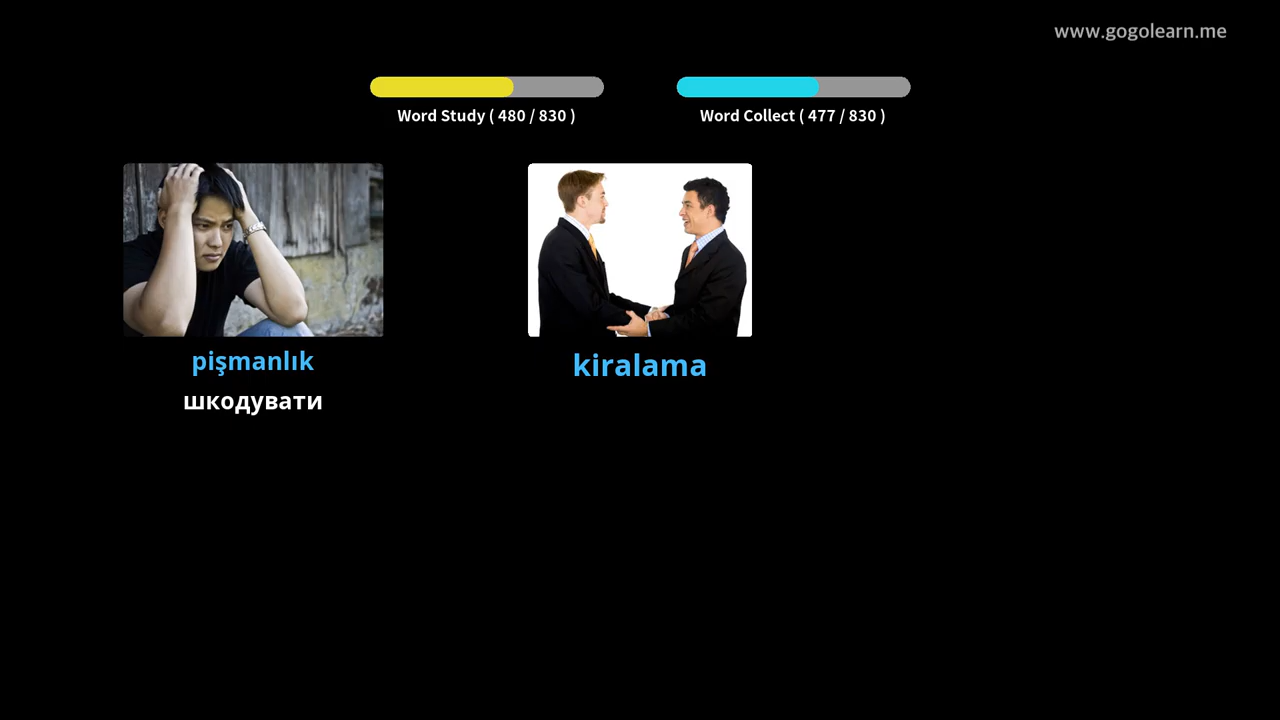 www.gogolearn.me
Word Study ( 480 / 830 )
Word Collect ( 477 / 830 )
pişmanlık
шкодувати
kiralama